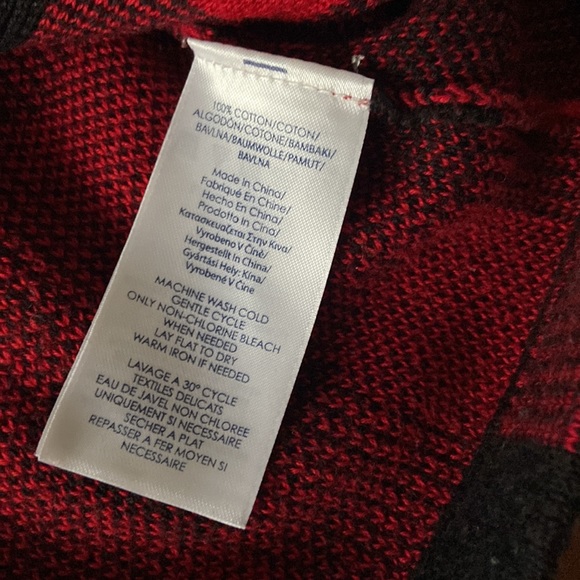 100% COTTON/COTON/
ALGODÓN/COTONE/BAMBAKI/
BAVLNA/BAUMWOLLE/PAMUT/
BAVLNA
Made In China/
Fabriqué En Chine/
Hecho En China/
Prodotto In Cina/
Κατασκευάζεται Στην Κινα/
Vyrobeno V Číně/
Hergestellt In China/
Gyártási Hely: Kína/
Vyrobené V Číne
MACHINE WASH COLD
GENTLE CYCLE
ONLY NON-CHLORINE BLEACH
WHEN NEEDED
LAY FLAT TO DRY
WARM IRON IF NEEDED
LAVAGE A 30° CYCLE
TEXTILES DELICATS
EAU DE JAVEL NON CHLOREE
UNIQUEMENT SI NECESSAIRE
SECHER A PLAT
REPASSER A FER MOYEN SI
NECESSAIRE